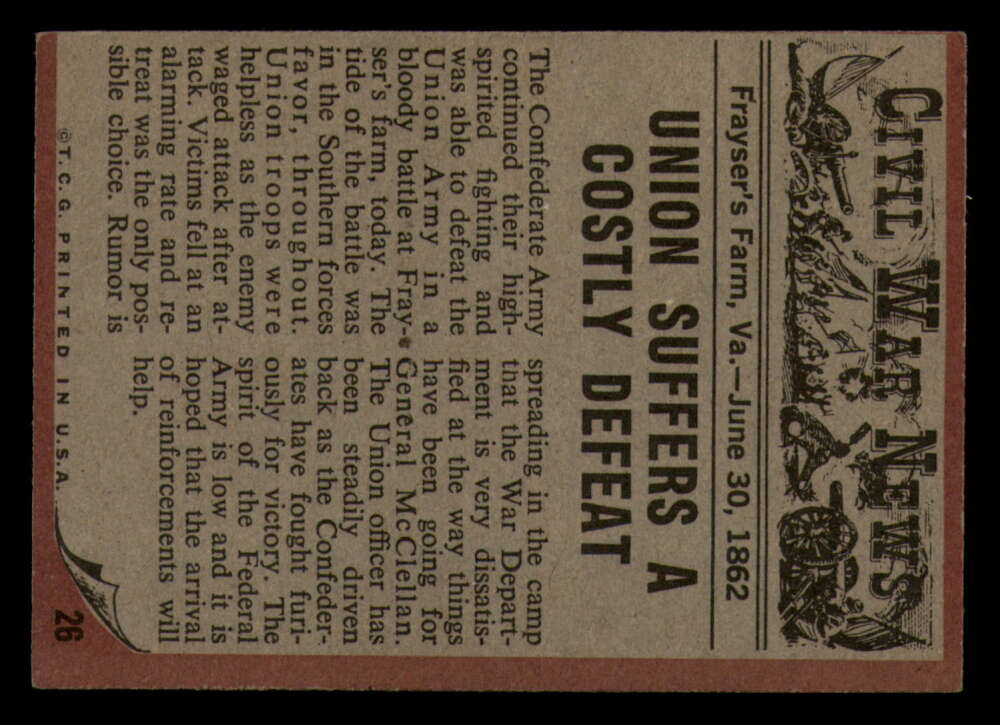 CIVIL WAR NEWS
Frayser's Farm, Va.—June 30, 1862
UNION SUFFERS A
COSTLY DEFEAT
The Confederate Army
continued their high-
spirited fighting and
was able to defeat the
Union Army in a
bloody battle at Fray-
ser's farm, today. The
tide of the battle was
in the Southern forces
favor, throughout.
Union troops were
helpless as the enemy
waged attack after at-
tack. Victims fell at an
alarming rate and re-
treat was the only pos-
sible choice. Rumor is
spreading in the camp
that the War Depart-
ment is very dissatis-
fied at the way things
have been going for
General McClellan.
The Union officer has
been steadily driven
back as the Confeder-
ates have fought furi-
ously for victory. The
spirit of the Federal
Army is low and it is
hoped that the arrival
of reinforcements will
help.
©T.C.G. PRINTED IN U.S.A.
26